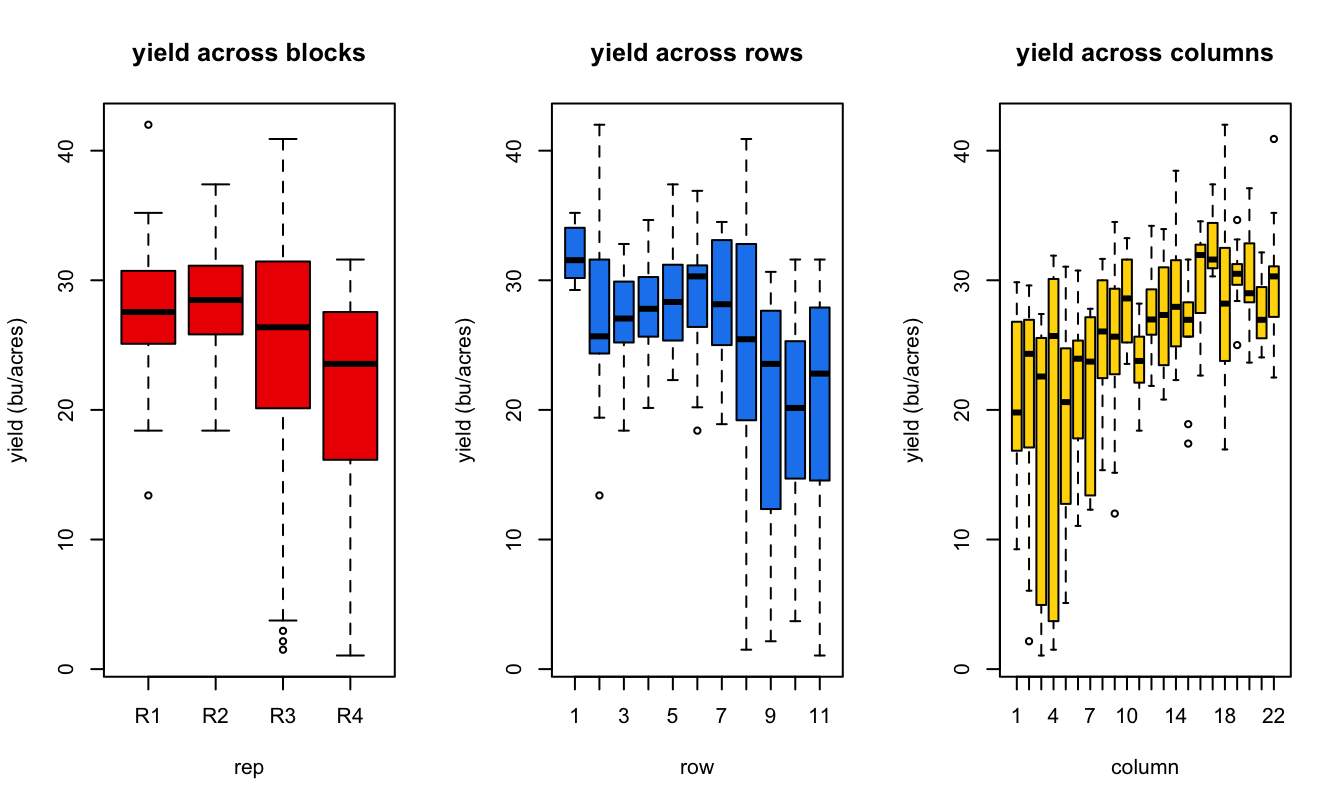 yield across blocks
yield (bu/acres)
40
30
20
10
0
R1 R2 R3 R4
rep
yield across rows
yield (bu/acres)
40
30
20
10
0
1 3 5 7 9 11
row
yield across columns
yield (bu/acres)
40
30
20
10
0
1 4 7 10 14 18 22
column